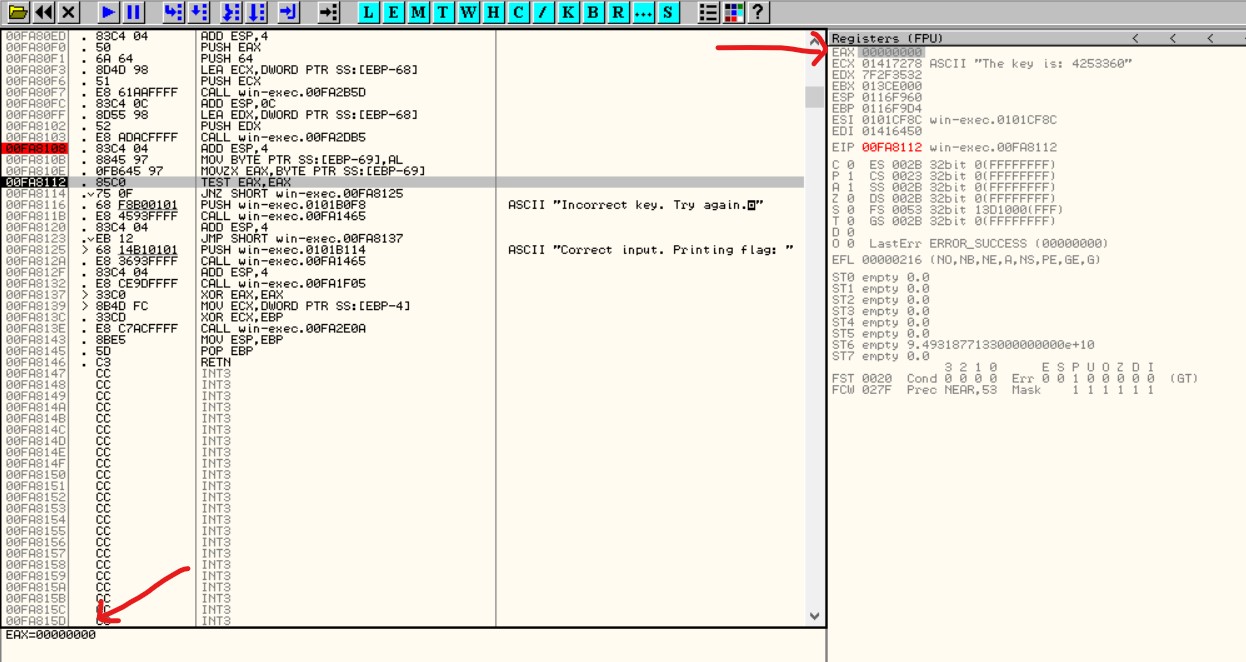 L E M T W H C / K B R ... S ?
00FA80ED . 83C4 04 ADD ESP,4
00FA80F0 . 50 PUSH EAX
00FA80F1 . 6A 64 PUSH 64
00FA80F3 . 8D4D 98 LEA ECX,DWORD PTR SS:[EBP-68]
00FA80F6 . 51 PUSH ECX
00FA80F7 . E8 61AAFFFF CALL win-exec.00FA2B5D
00FA80FC . 83C4 0C ADD ESP,0C
00FA80FF . 8D55 98 LEA EDX,DWORD PTR SS:[EBP-68]
00FA8102 . 52 PUSH EDX
00FA8103 . E8 ADACFFFF CALL win-exec.00FA2DB5
00FA8108 . 83C4 04 ADD ESP,4
00FA810B . 8845 97 MOV BYTE PTR SS:[EBP-69],AL
00FA810E . 0FB645 97 MOVZX EAX,BYTE PTR SS:[EBP-69]
00FA8112 . 85C0 TEST EAX,EAX
00FA8114 .v75 0F JNZ SHORT win-exec.00FA8125
00FA8116 . 68 F8B00101 PUSH win-exec.0101B0F8 ASCII "Incorrect key. Try again.◙"
00FA811B . E8 4593FFFF CALL win-exec.00FA1465
00FA8120 . 83C4 04 ADD ESP,4
00FA8123 .vEB 12 JMP SHORT win-exec.00FA8137
00FA8125 > 68 14B10101 PUSH win-exec.0101B114 ASCII "Correct input. Printing flag: "
00FA812A . E8 3693FFFF CALL win-exec.00FA1465
00FA812F . 83C4 04 ADD ESP,4
00FA8132 . E8 CE9DFFFF CALL win-exec.00FA1F05
00FA8137 > 33C0 XOR EAX,EAX
00FA8139 > 8B4D FC MOV ECX,DWORD PTR SS:[EBP-4]
00FA813C . 33CD XOR ECX,EBP
00FA813E . E8 C7ACFFFF CALL win-exec.00FA2E0A
00FA8143 . 8BE5 MOV ESP,EBP
00FA8145 . 5D POP EBP
00FA8146 . C3 RETN
00FA8147 CC INT3
00FA8148 CC INT3
00FA8149 CC INT3
00FA814A CC INT3
00FA814B CC INT3
00FA814C CC INT3
00FA814D CC INT3
00FA814E CC INT3
00FA814F CC INT3
00FA8150 CC INT3
00FA8151 CC INT3
00FA8152 CC INT3
00FA8153 CC INT3
00FA8154 CC INT3
00FA8155 CC INT3
00FA8156 CC INT3
00FA8157 CC INT3
00FA8158 CC INT3
00FA8159 CC INT3
00FA815A CC INT3
00FA815B CC INT3
00FA815C CC INT3
00FA815D CC INT3
EAX=00000000
Registers (FPU) < < <
EAX 00000000
ECX 01417278 ASCII "The key is: 4253360"
EDX 7F2F3532
EBX 013CE000
ESP 0116F960
EBP 0116F9D4
ESI 0101CF8C win-exec.0101CF8C
EDI 01416450
EIP 00FA8112 win-exec.00FA8112
C 0 ES 002B 32bit 0(FFFFFFFF)
P 1 CS 0023 32bit 0(FFFFFFFF)
A 1 SS 002B 32bit 0(FFFFFFFF)
Z 0 DS 002B 32bit 0(FFFFFFFF)
S 0 FS 0053 32bit 13D1000(FFF)
T 0 GS 002B 32bit 0(FFFFFFFF)
D 0
O 0 LastErr ERROR_SUCCESS (00000000)
EFL 00000216 (NO,NB,NE,A,NS,PE,GE,G)
ST0 empty 0.0
ST1 empty 0.0
ST2 empty 0.0
ST3 empty 0.0
ST4 empty 0.0
ST5 empty 0.0
ST6 empty 9.4931877133000000000e+10
ST7 empty 0.0
3 2 1 0 E S P U O Z D I
FST 0020 Cond 0 0 0 0 Err 0 0 1 0 0 0 0 0 (GT)
FCW 027F Prec NEAR,53 Mask 1 1 1 1 1 1